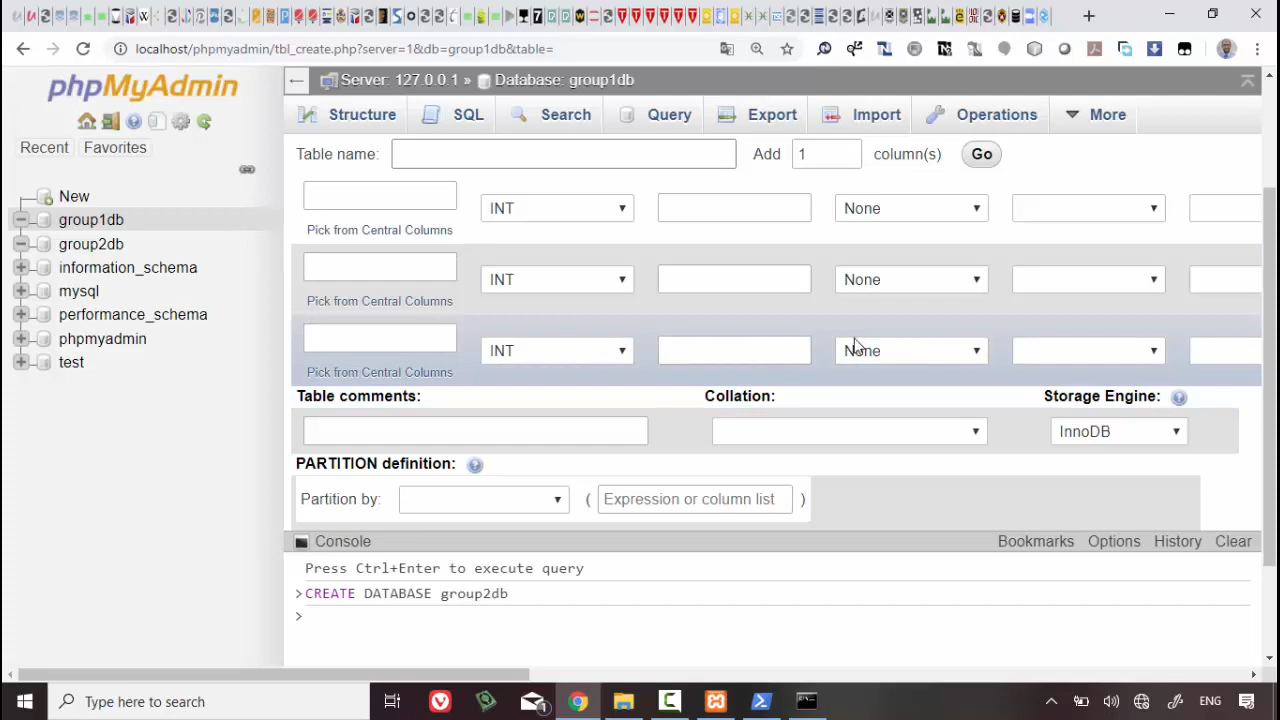 localhost/phpmyadmin/tbl_create.php?server=1&db=group1db&table=
phpMyAdmin
Recent Favorites
New
group1db
group2db
information_schema
mysql
performance_schema
phpmyadmin
test
Server: 127.0.0.1 » Database: group1db
Structure SQL Search Query Export Import Operations More
Table name: Add 1 column(s) Go
INT None
Pick from Central Columns
INT None
Pick from Central Columns
INT None
Pick from Central Columns
Table comments: Collation: Storage Engine:
InnoDB
PARTITION definition:
Partition by: ( Expression or column list )
Console Bookmarks Options History Clear
Press Ctrl+Enter to execute query
>CREATE DATABASE group2db
>
Type here to search 1 ENG